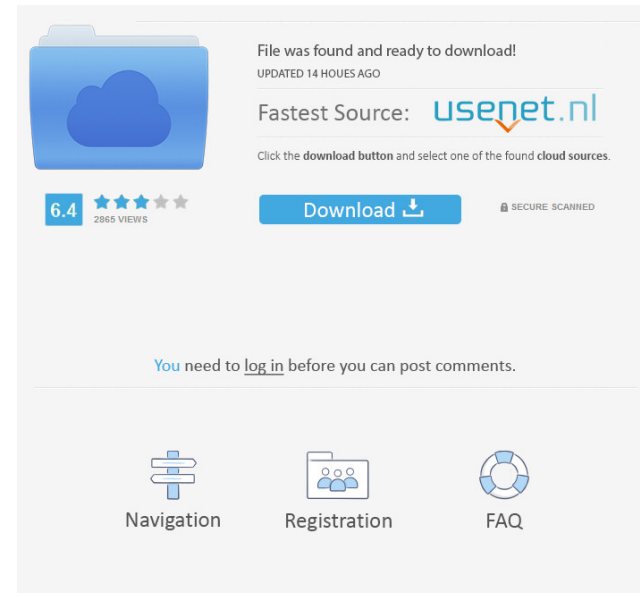 File was found and ready to download!
UPDATED 14 HOUES AGO
Fastest Source: usenet.nl
Click the download button and select one of the found cloud sources.
6.4
2865 VIEWS
Download
SECURE SCANNED
You need to log in before you can post comments.
Navigation
Registration
FAQ